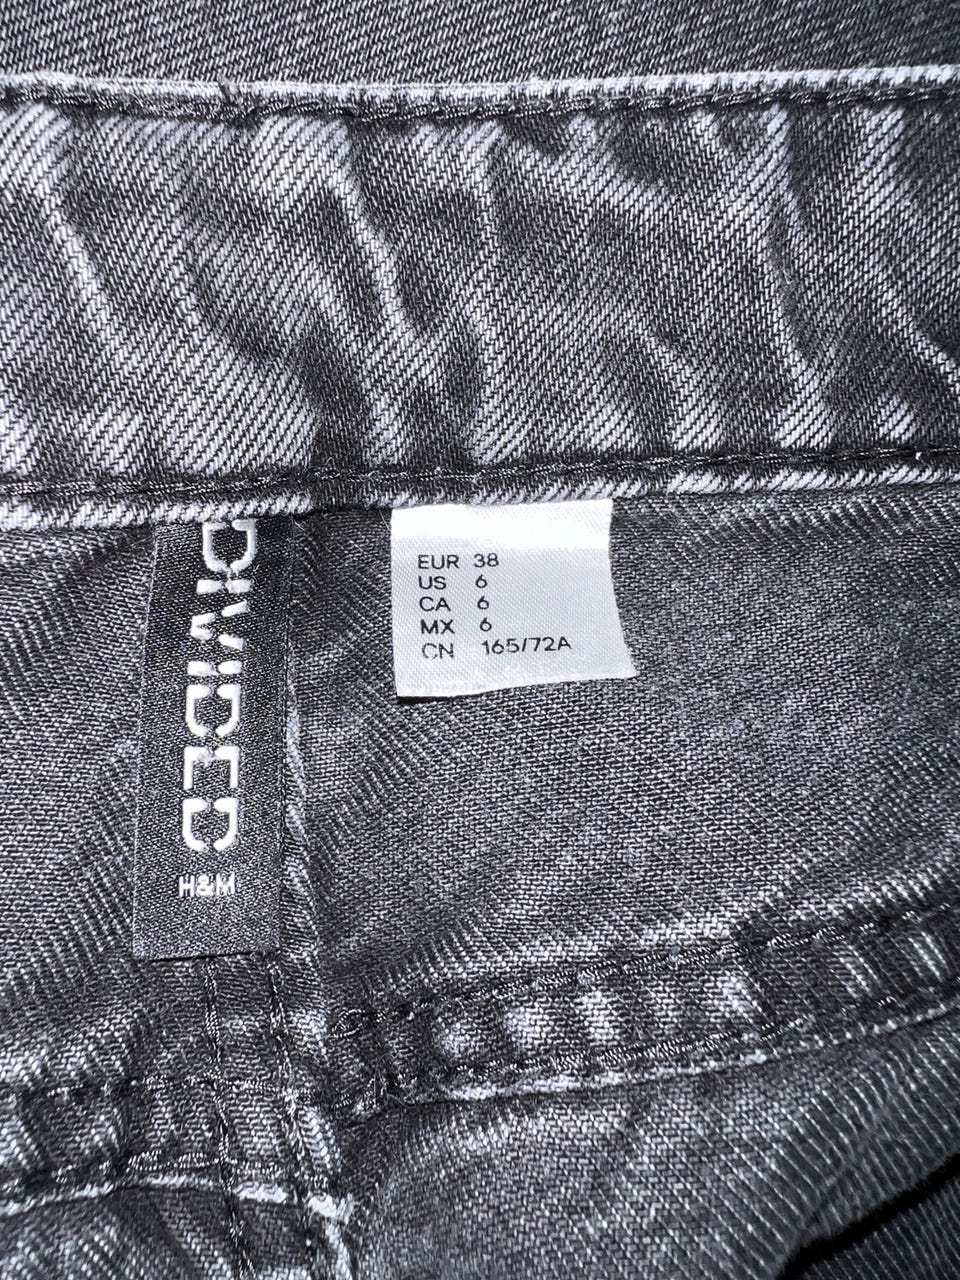 DIVIDED
H&M
EUR 38
US 6
CA 6
MX 6
CN 165/72A